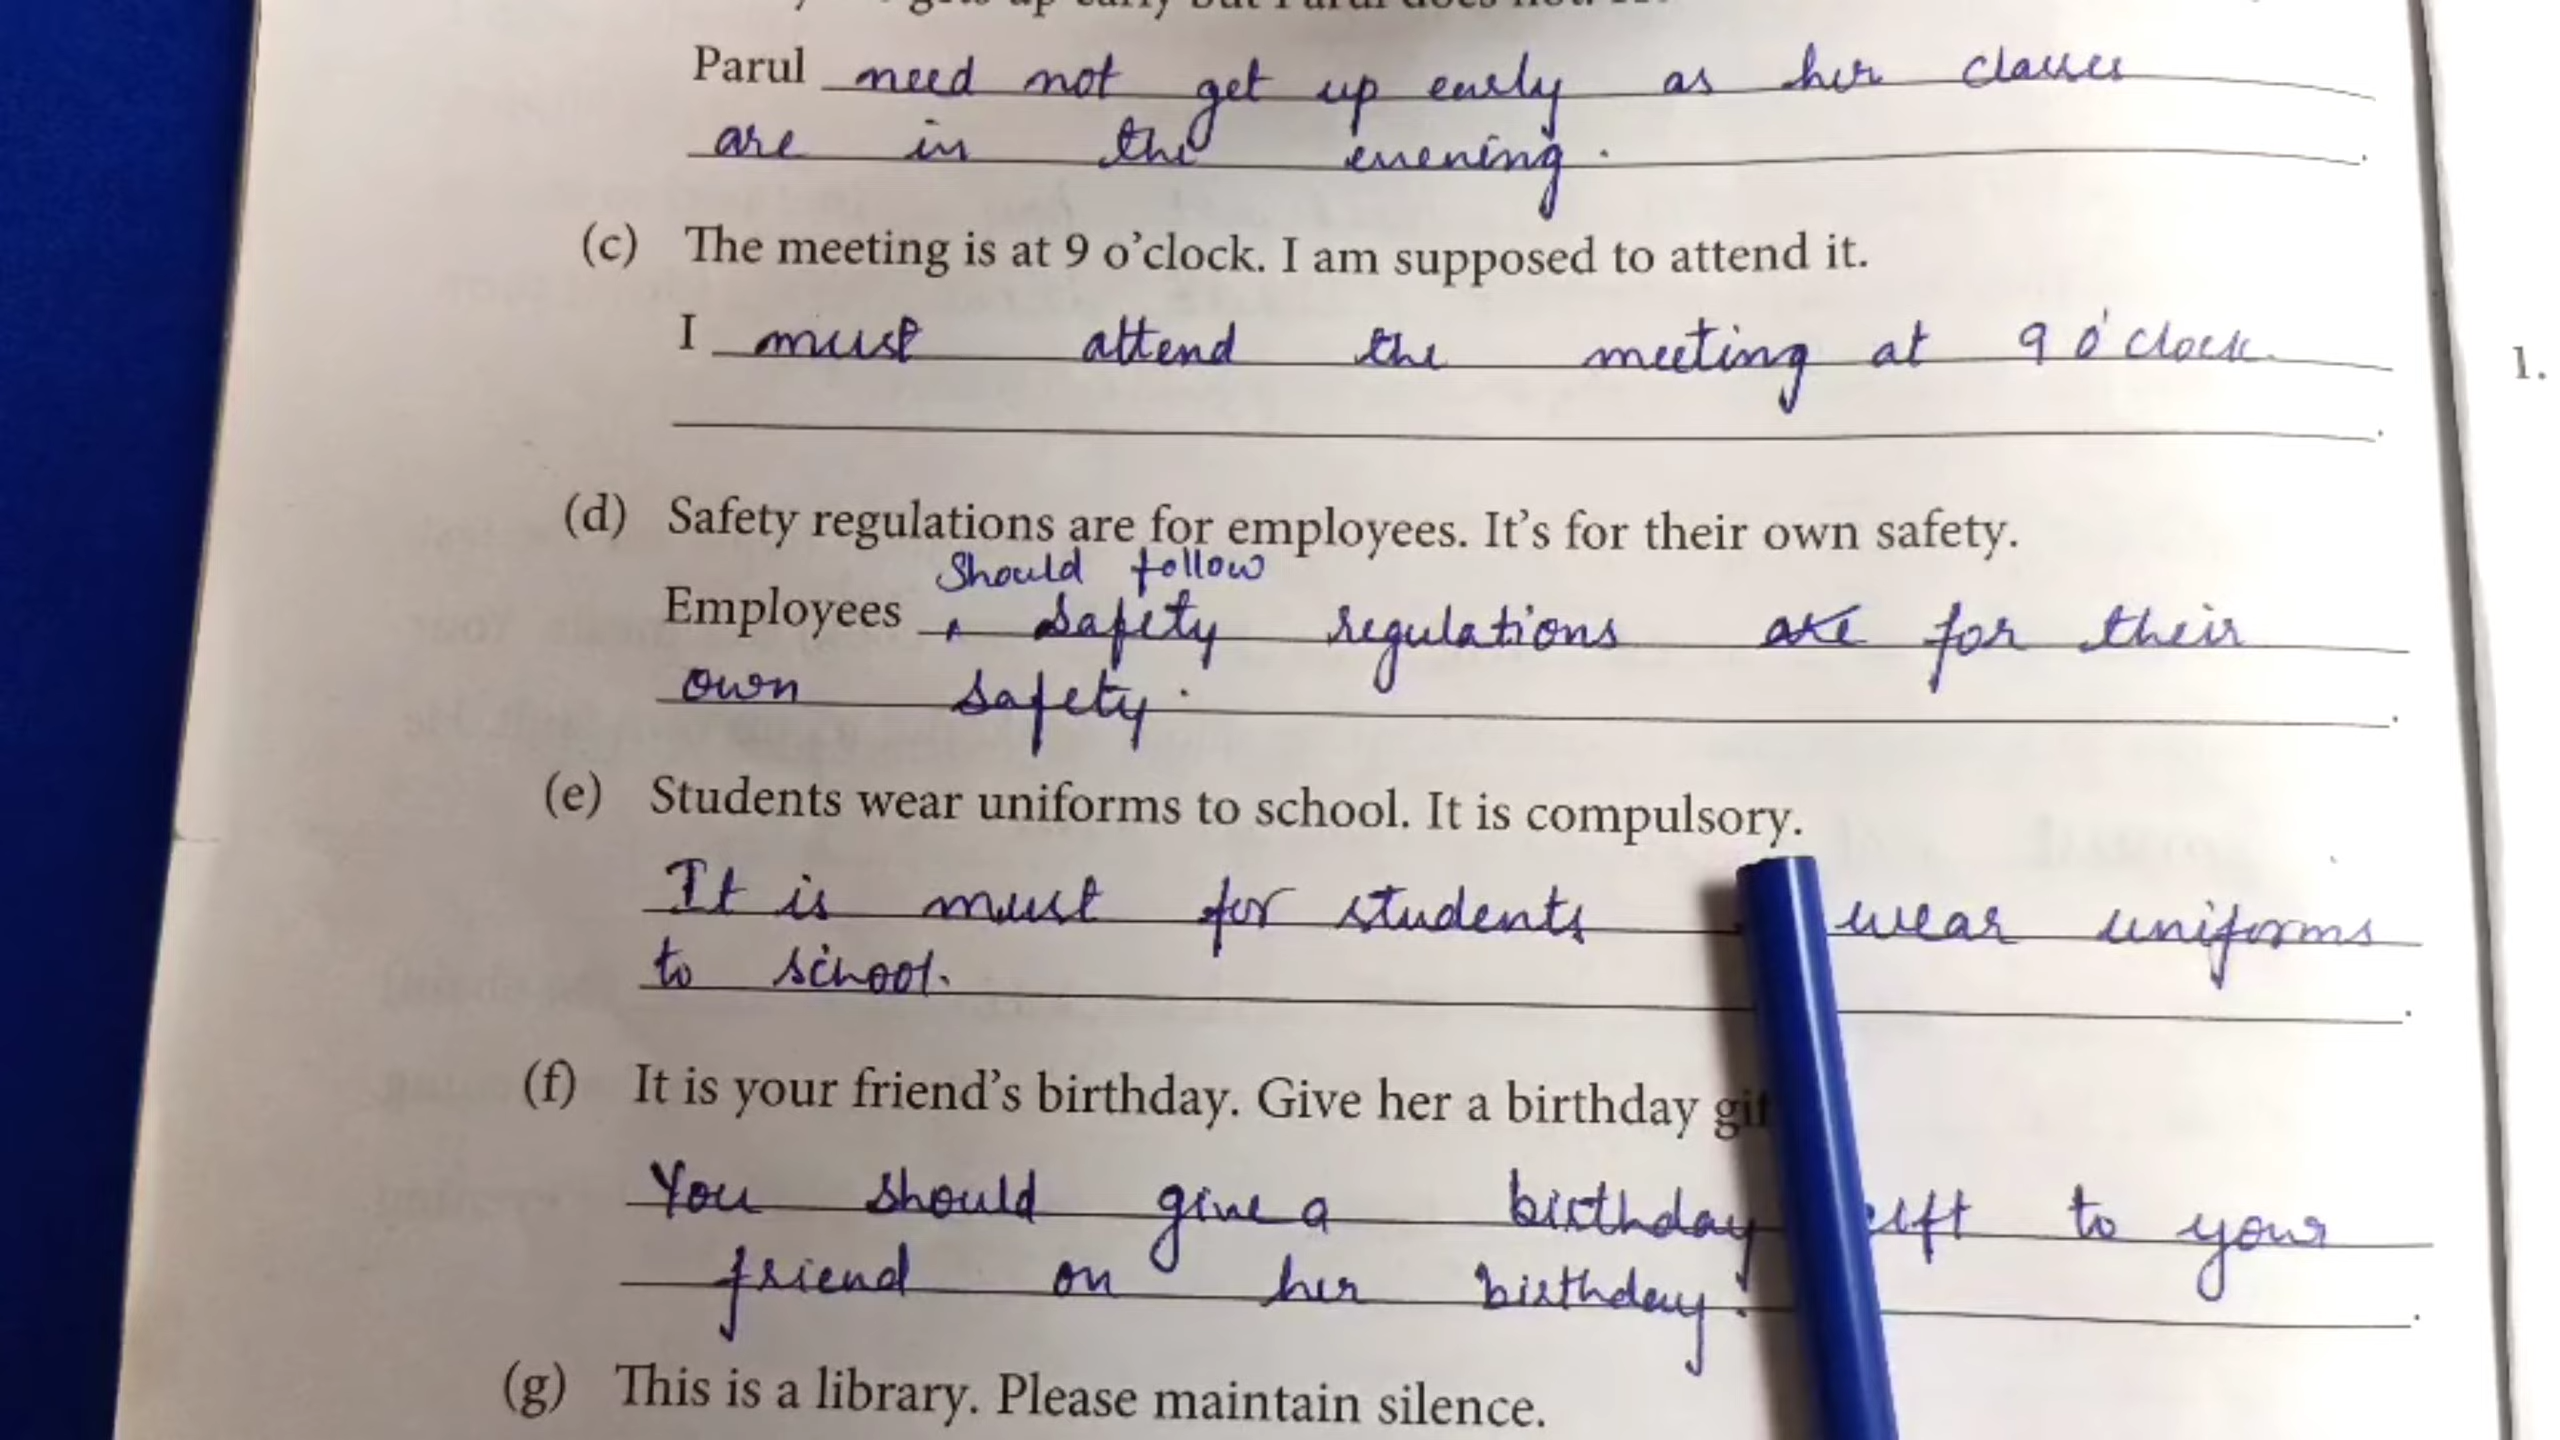 Parul need not get up early as her classes
are in the evening.
(c) The meeting is at 9 o'clock. I am supposed to attend it.
I must attend the meeting at 9 o'clock
1.
(d) Safety regulations are for employees. It's for their own safety.
should follow
Employees safety regulations are for their
own safety.
(e) Students wear uniforms to school. It is compulsory.
It is must for students wear uniforms
to school.
(f) It is your friend's birthday. Give her a birthday
You should give a birthday gift to your
friend on her birthday.
(g) This is a library. Please maintain silence.